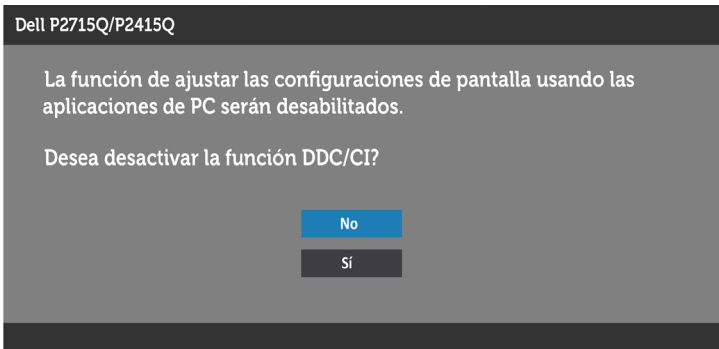 Dell P2715Q/P2415Q
La función de ajustar las configuraciones de pantalla usando las
aplicaciones de PC serán desabilitados.
Desea desactivar la función DDC/CI?
No
Sí